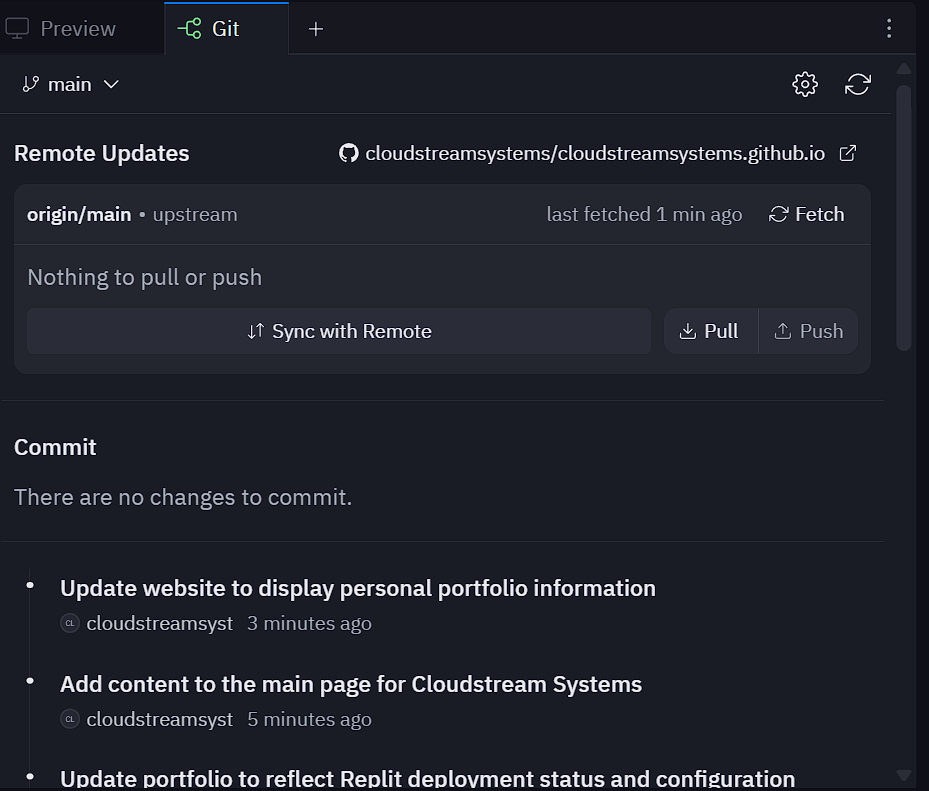 Preview Git
main
Remote Updates cloudstreamsystems/cloudstreamsystems.github.io
origin/main • upstream last fetched 1 min ago Fetch
Nothing to pull or push
Sync with Remote Pull Push
Commit
There are no changes to commit.
Update website to display personal portfolio information
CL cloudstreamsyst 3 minutes ago
Add content to the main page for Cloudstream Systems
CL cloudstreamsyst 5 minutes ago
Update portfolio to reflect Replit deployment status and configuration